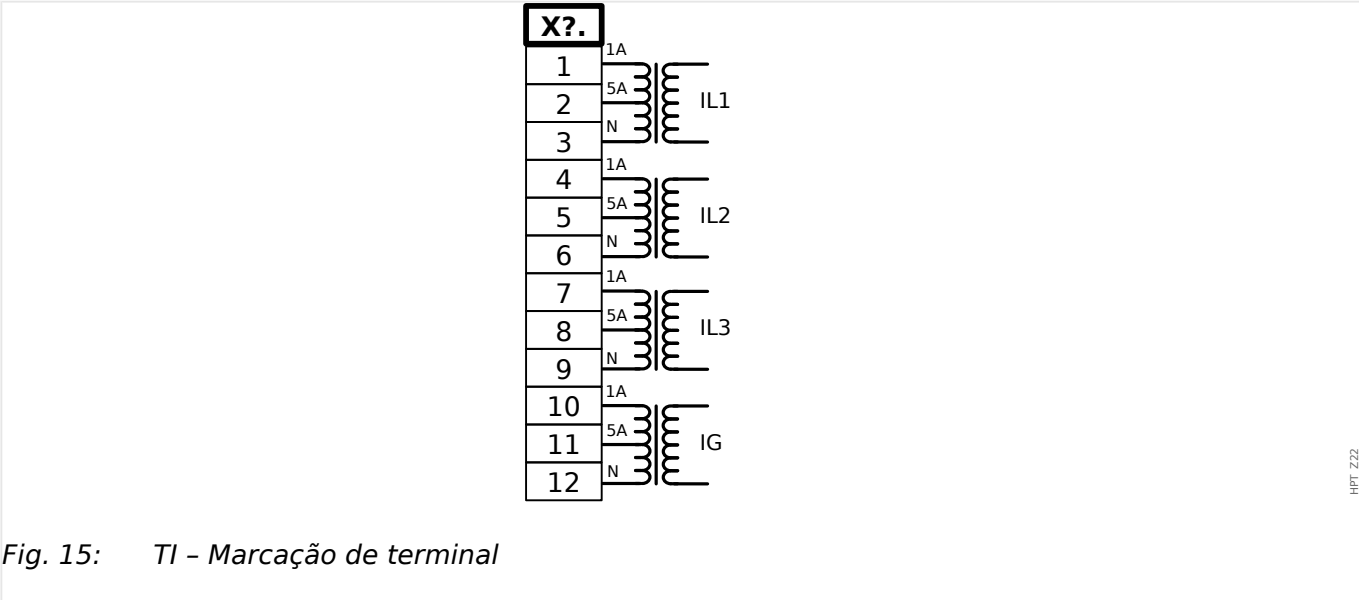 X?.
1A
1
5A
2
IL1
N
3
1A
4
5A
5
IL2
N
6
1A
7
5A
8
IL3
N
9
1A
10
5A
11
IG
N
12
HPT Z22
Fig. 15: TI – Marcação de terminal